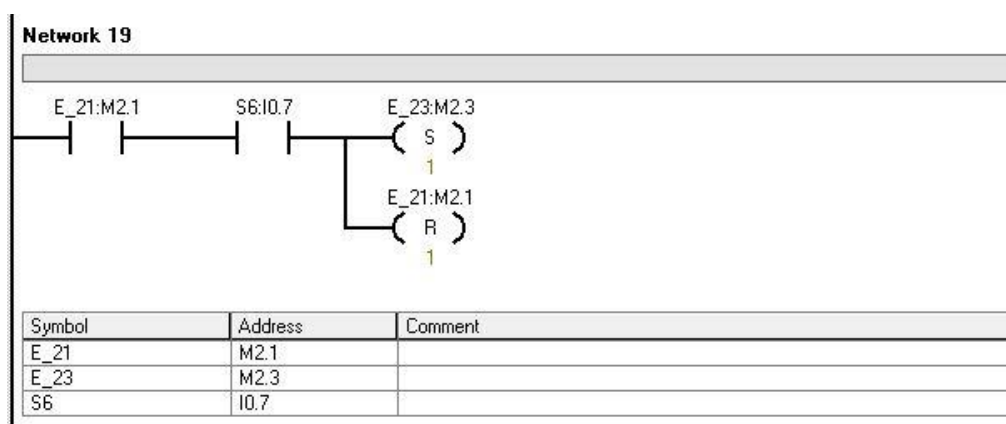 Network 19
E_21:M2.1 S6:I0.7 E_23:M2.3
S
1
E_21:M2.1
R
1
Symbol Address Comment
E_21 M2.1
E_23 M2.3
S6 I0.7